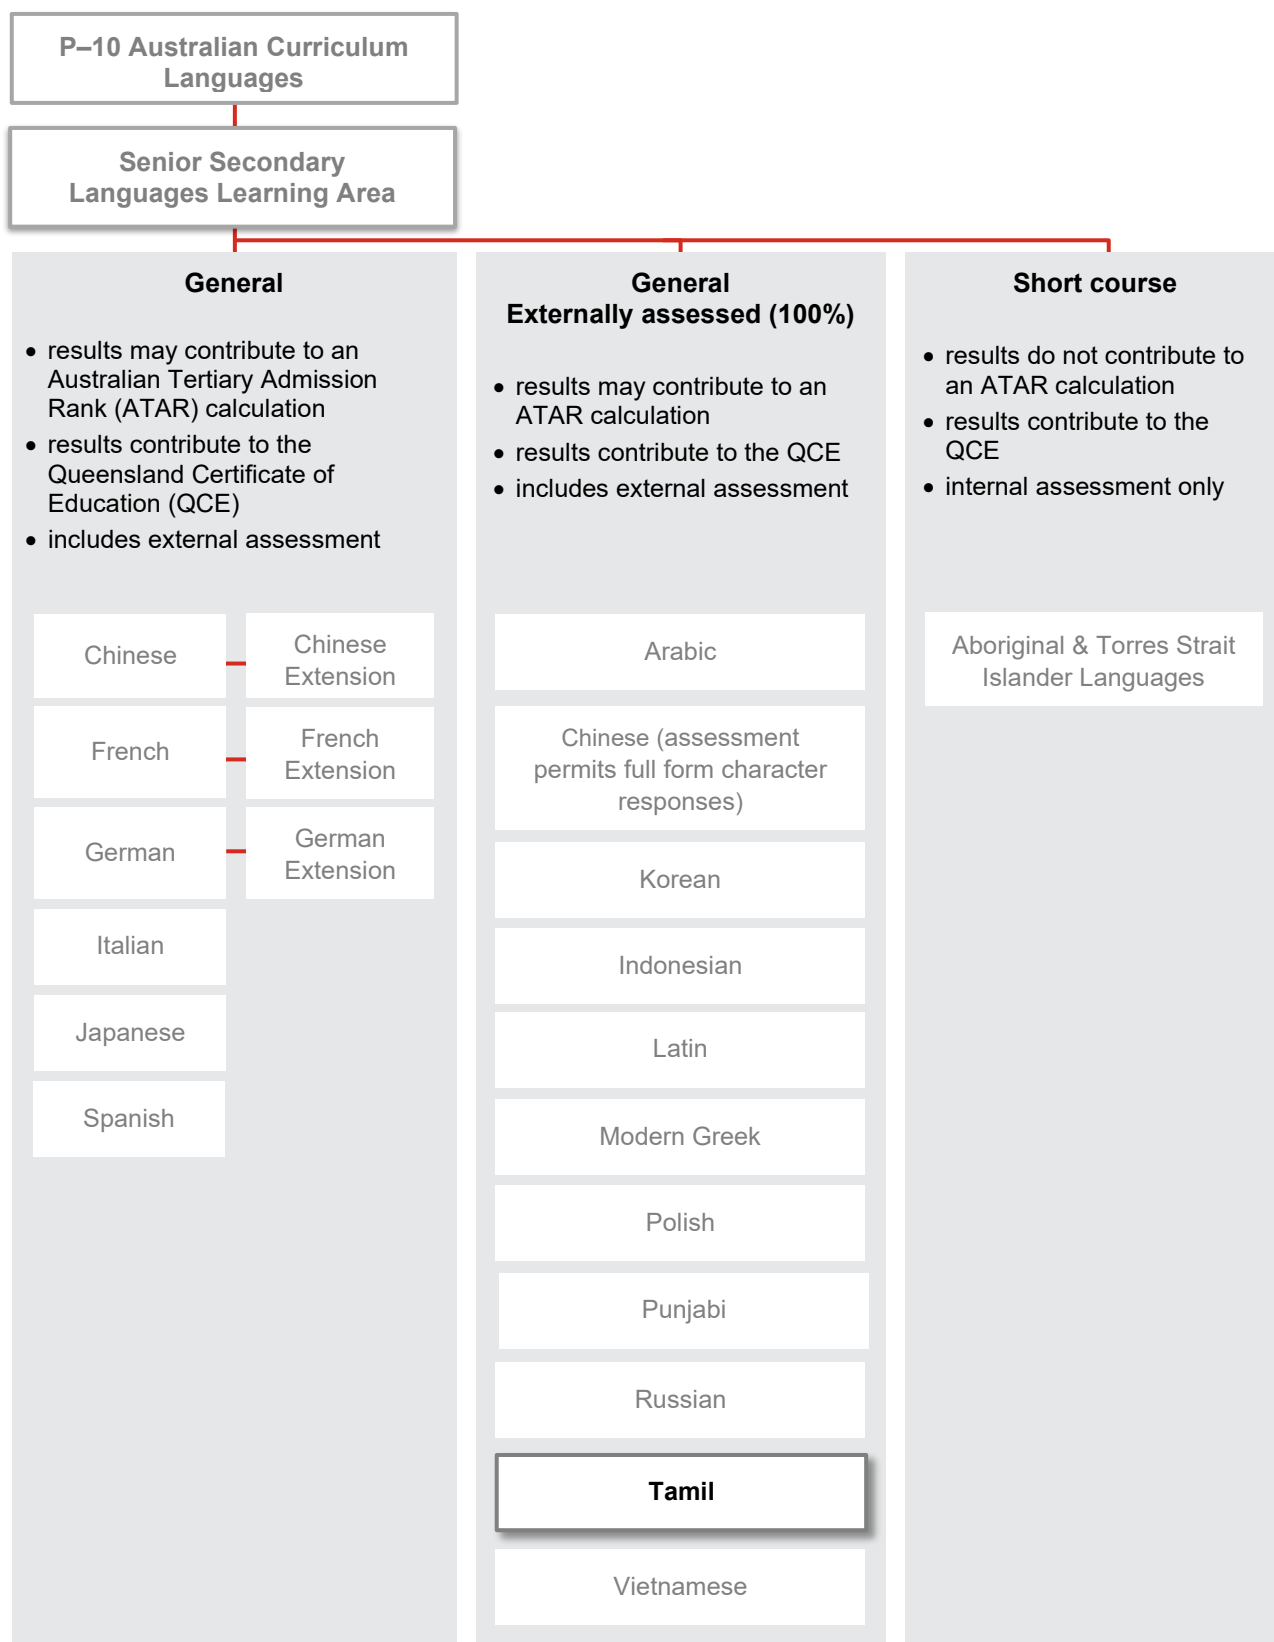 P–10 Australian Curriculum
Languages
Senior Secondary
Languages Learning Area
General
• results may contribute to an
Australian Tertiary Admission
Rank (ATAR) calculation
• results contribute to the
Queensland Certificate of
Education (QCE)
• includes external assessment
Chinese
Chinese
Extension
French
French
Extension
German
German
Extension
Italian
Japanese
Spanish
General
Externally assessed (100%)
• results may contribute to an
ATAR calculation
• results contribute to the QCE
• includes external assessment
Arabic
Chinese (assessment
permits full form character
responses)
Korean
Indonesian
Latin
Modern Greek
Polish
Punjabi
Russian
Tamil
Vietnamese
Short course
• results do not contribute to
an ATAR calculation
• results contribute to the
QCE
• internal assessment only
Aboriginal & Torres Strait
Islander Languages